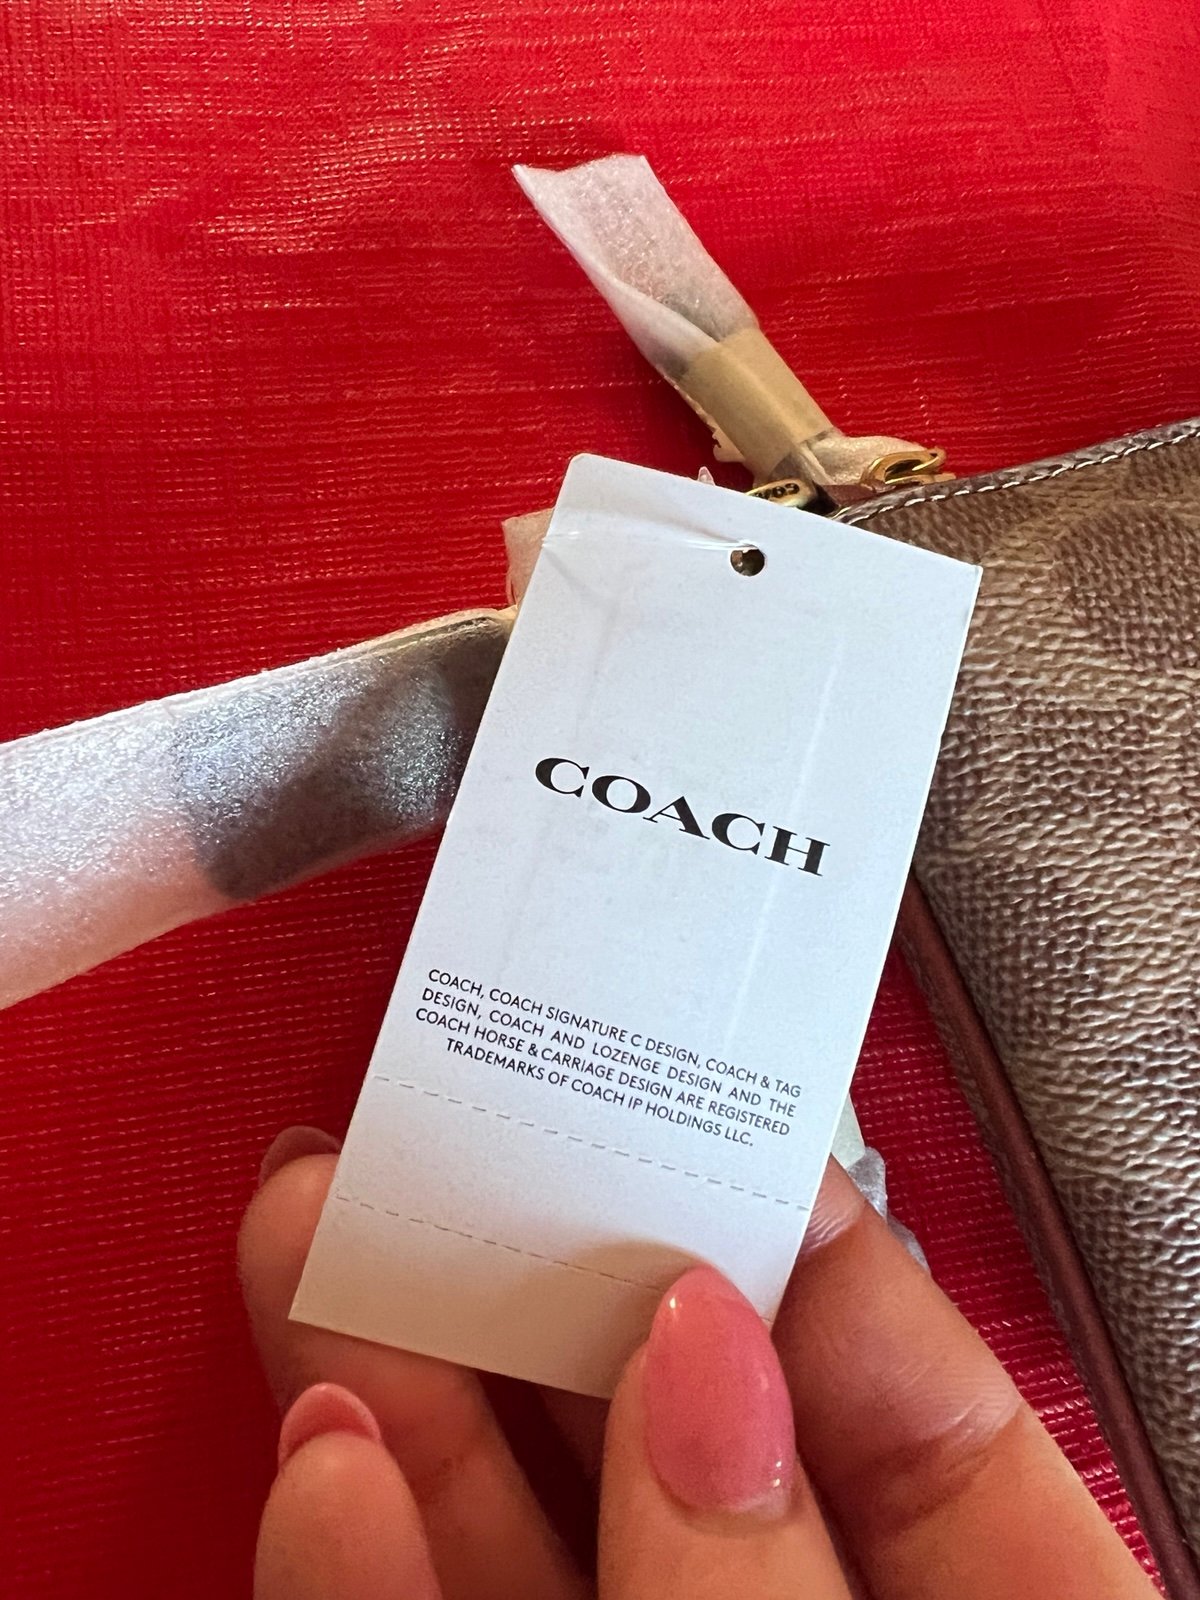 COACH
COACH
COACH, COACH SIGNATURE C DESIGN, COACH & TAG
DESIGN, COACH AND LOZENGE DESIGN AND THE
COACH HORSE & CARRIAGE DESIGN ARE REGISTERED
TRADEMARKS OF COACH IP HOLDINGS LLC.